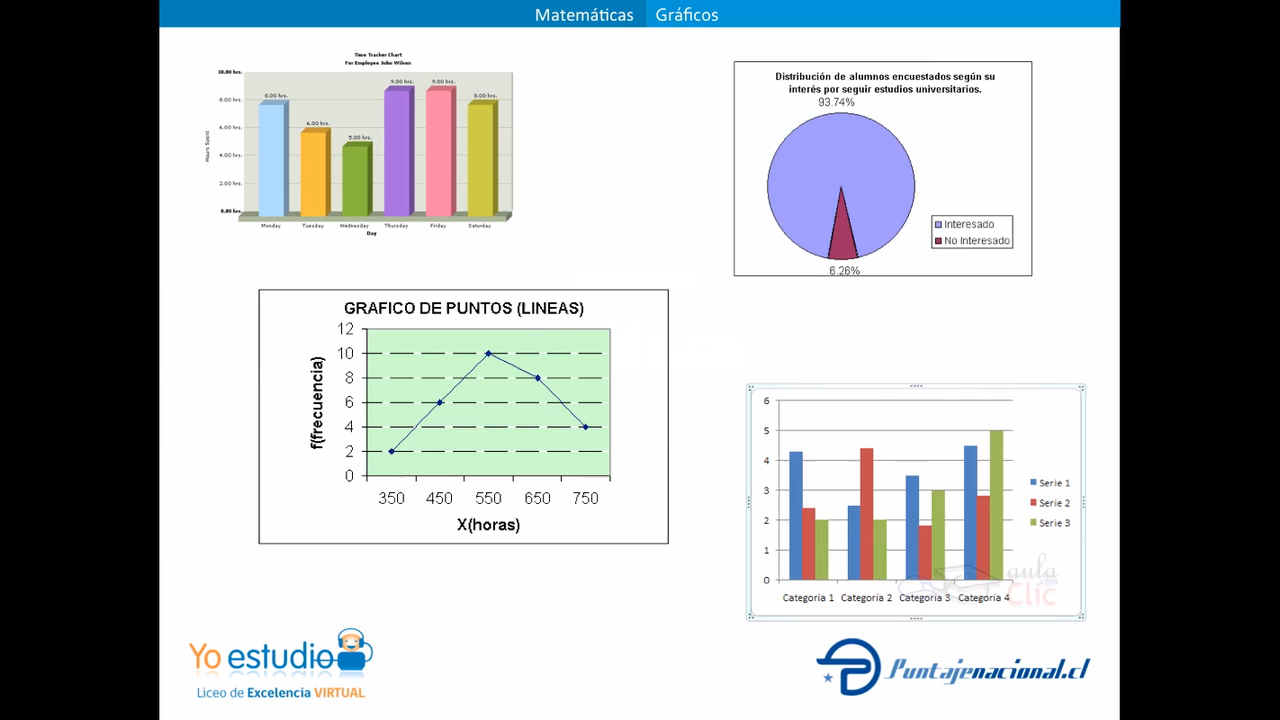 Matemáticas Gráficos
Time Tracker Chart
For Employee John Wilson
10.00 hrs.
8.00 hrs.
6.00 hrs.
4.00 hrs.
2.00 hrs.
0.00 hrs.
Hours Spent
8.00 hrs.
6.00 hrs.
5.00 hrs.
9.00 hrs.
9.00 hrs.
8.00 hrs.
Monday Tuesday Wednesday Thursday Friday Saturday
Day
Distribución de alumnos encuestados según su
interés por seguir estudios universitarios.
93.74%
Interesado
No Interesado
6.26%
GRAFICO DE PUNTOS (LINEAS)
12
10
8
6
4
2
0
f(frecuencia)
350 450 550 650 750
X(horas)
6
5
4
3
2
1
0
Serie 1
Serie 2
Serie 3
Categoría 1 Categoría 2 Categoría 3 Categoría 4
aula
Clic
Yo estudio
Liceo de Excelencia VIRTUAL
Puntajenacional.cl